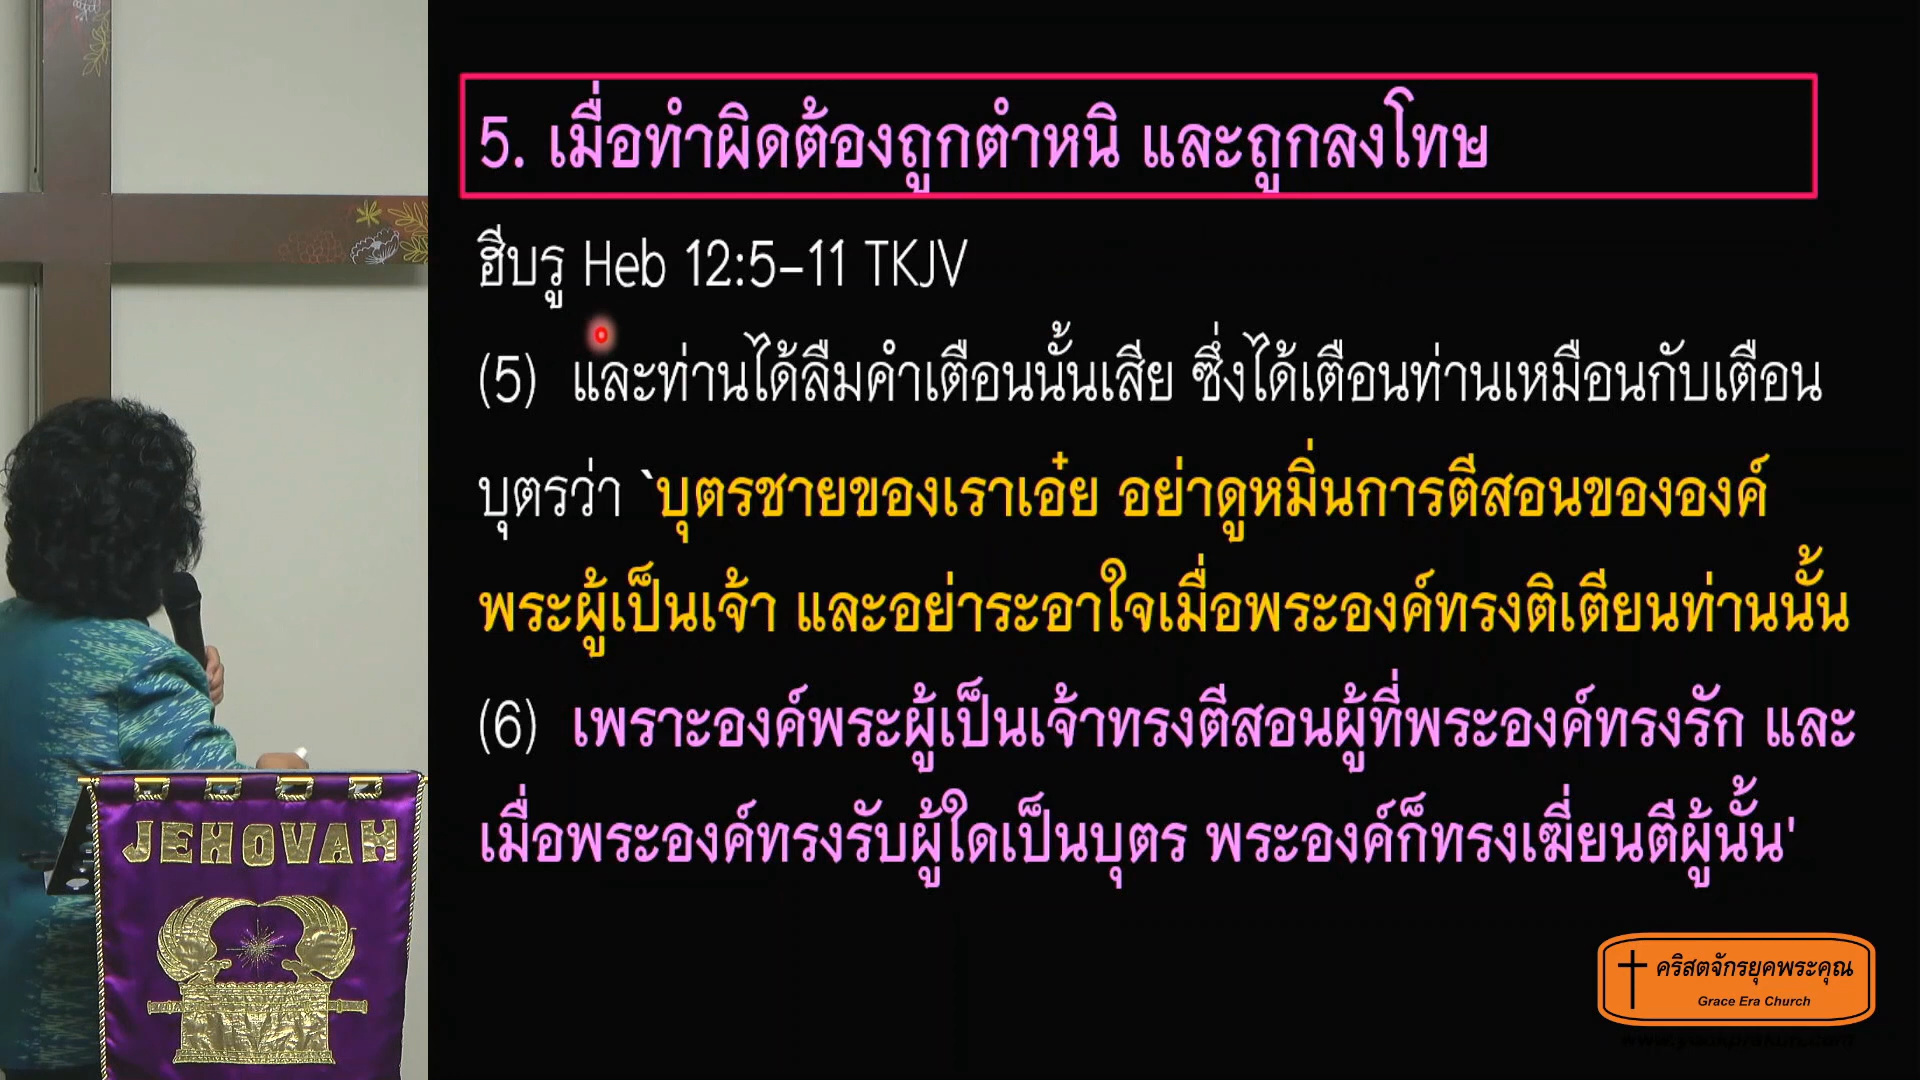 5. เมื่อทำผิดต้องถูกตำหนิ และถูกลงโทษ
ฮีบรู Heb 12:5-11 TKJV
(5) และท่านได้ลืมคำเตือนนั้นเสีย ซึ่งได้เตือนท่านเหมือนกับเตือน
บุตรว่า `บุตรชายของเราเอ๋ย อย่าดูหมิ่นการตีสอนขององค์
พระผู้เป็นเจ้า และอย่าระอาใจเมื่อพระองค์ทรงติเตียนท่านนั้น
(6) เพราะองค์พระผู้เป็นเจ้าทรงตีสอนผู้ที่พระองค์ทรงรัก และ
เมื่อพระองค์ทรงรับผู้ใดเป็นบุตร พระองค์ก็ทรงเฆี่ยนตีผู้นั้น'
JEHOVAH
คริสตจักรยุคพระคุณ
Grace Era Church